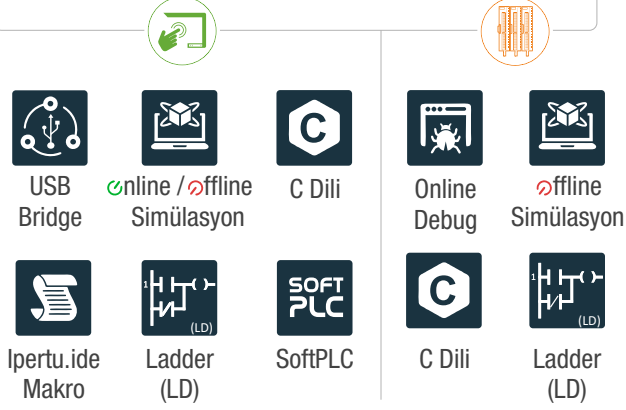 USB
Bridge
Online / Offline
Simülasyon
C
C Dili
Online
Debug
Offline
Simülasyon
1
(LD)
SOFT
PLC
Ipertu.ide
Makro
Ladder
(LD)
SoftPLC
C
C Dili
1
(LD)
Ladder
(LD)